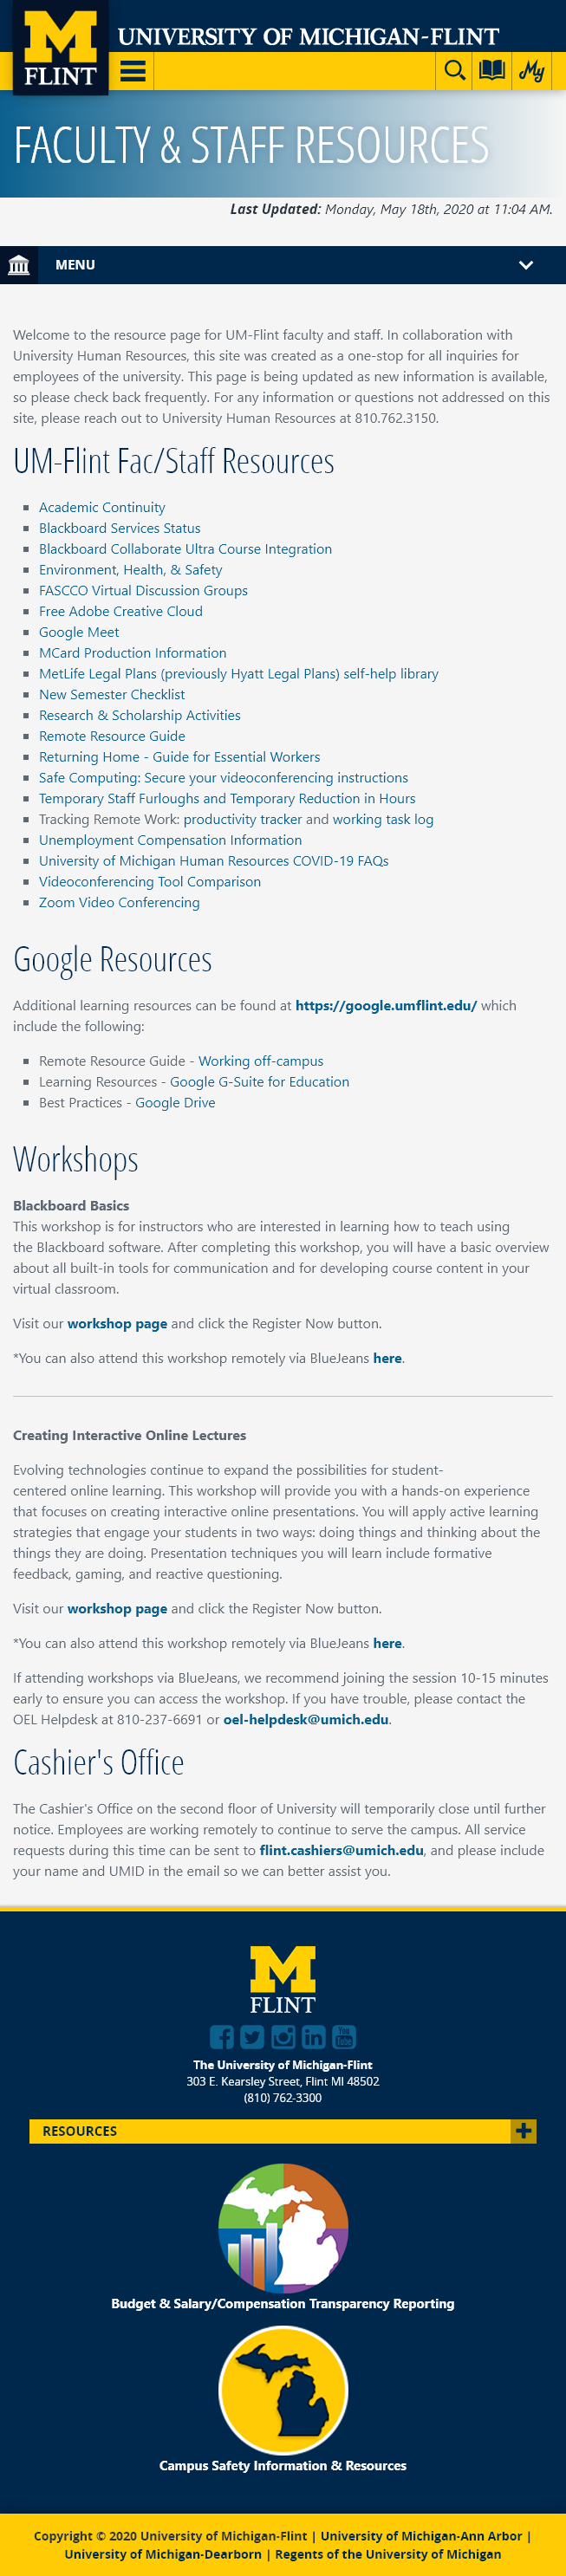 M
FLINT
UNIVERSITY OF MICHIGAN-FLINT
My
FACULTY & STAFF RESOURCES
Last Updated: Monday, May 18th, 2020 at 11:04 AM.
MENU
Welcome to the resource page for UM-Flint faculty and staff. In collaboration with
University Human Resources, this site was created as a one-stop for all inquiries for
employees of the university. This page is being updated as new information is available,
so please check back frequently. For any information or questions not addressed on this
site, please reach out to University Human Resources at 810.762.3150.
UM-Flint Fac/Staff Resources
Academic Continuity
Blackboard Services Status
Blackboard Collaborate Ultra Course Integration
Environment, Health, & Safety
FASCCO Virtual Discussion Groups
Free Adobe Creative Cloud
Google Meet
MCard Production Information
MetLife Legal Plans (previously Hyatt Legal Plans) self-help library
New Semester Checklist
Research & Scholarship Activities
Remote Resource Guide
Returning Home - Guide for Essential Workers
Safe Computing: Secure your videoconferencing instructions
Temporary Staff Furloughs and Temporary Reduction in Hours
Tracking Remote Work: productivity tracker and working task log
Unemployment Compensation Information
University of Michigan Human Resources COVID-19 FAQs
Videoconferencing Tool Comparison
Zoom Video Conferencing
Google Resources
Additional learning resources can be found at https://google.umflint.edu/ which
include the following:
Remote Resource Guide - Working off-campus
Learning Resources - Google G-Suite for Education
Best Practices - Google Drive
Workshops
Blackboard Basics
This workshop is for instructors who are interested in learning how to teach using
the Blackboard software. After completing this workshop, you will have a basic overview
about all built-in tools for communication and for developing course content in your
virtual classroom.
Visit our workshop page and click the Register Now button.
*You can also attend this workshop remotely via BlueJeans here.
Creating Interactive Online Lectures
Evolving technologies continue to expand the possibilities for student-
centered online learning. This workshop will provide you with a hands-on experience
that focuses on creating interactive online presentations. You will apply active learning
strategies that engage your students in two ways: doing things and thinking about the
things they are doing. Presentation techniques you will learn include formative
feedback, gaming, and reactive questioning.
Visit our workshop page and click the Register Now button.
*You can also attend this workshop remotely via BlueJeans here.
If attending workshops via BlueJeans, we recommend joining the session 10-15 minutes
early to ensure you can access the workshop. If you have trouble, please contact the
OEL Helpdesk at 810-237-6691 or oel-helpdesk@umich.edu.
Cashier's Office
The Cashier's Office on the second floor of University will temporarily close until further
notice. Employees are working remotely to continue to serve the campus. All service
requests during this time can be sent to flint.cashiers@umich.edu, and please include
your name and UMID in the email so we can better assist you.
M
FLINT
You Tube
The University of Michigan-Flint
303 E. Kearsley Street, Flint MI 48502
(810) 762-3300
RESOURCES
Budget & Salary/Compensation Transparency Reporting
Campus Safety Information & Resources
Copyright © 2020 University of Michigan-Flint | University of Michigan-Ann Arbor |
University of Michigan-Dearborn | Regents of the University of Michigan